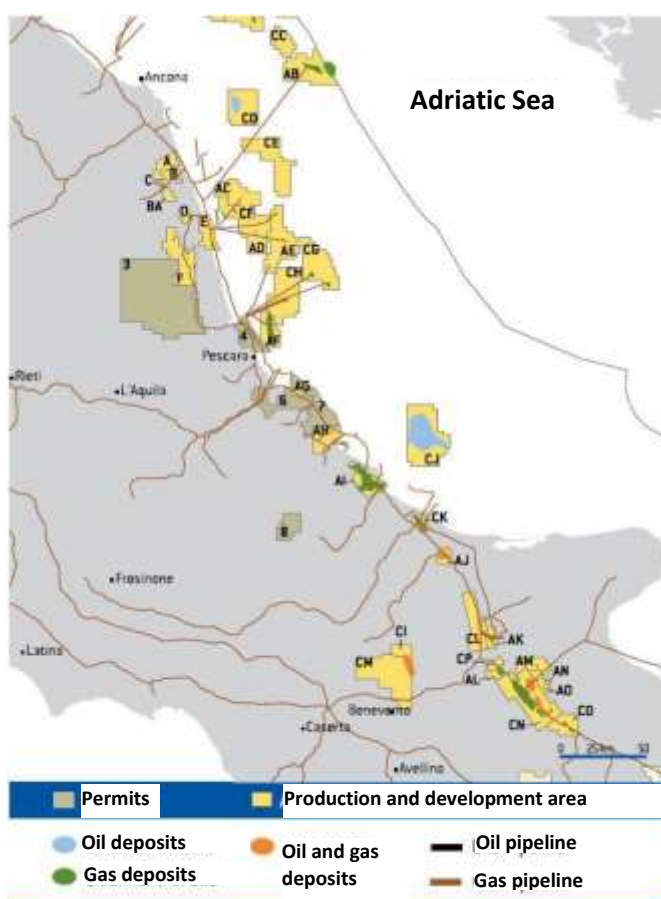 CC
AB
Adriatic Sea
Ancona
CD
CE
A
B
C
AC
BA
D
E
CF
AD
AE
CG
3
CH
F
4
AF
Pescara
Rieti
L'Aquila
AG
6
7
AH
CJ
AI
CK
8
AJ
Frosinone
CI
CL
AK
Latina
CM
CP
AM
AN
AL
AO
Benevento
CN
CO
Caserta
0 25km 50
Avellino
Permits
Production and development area
Oil deposits
Oil and gas deposits
Oil pipeline
Gas deposits
Gas pipeline